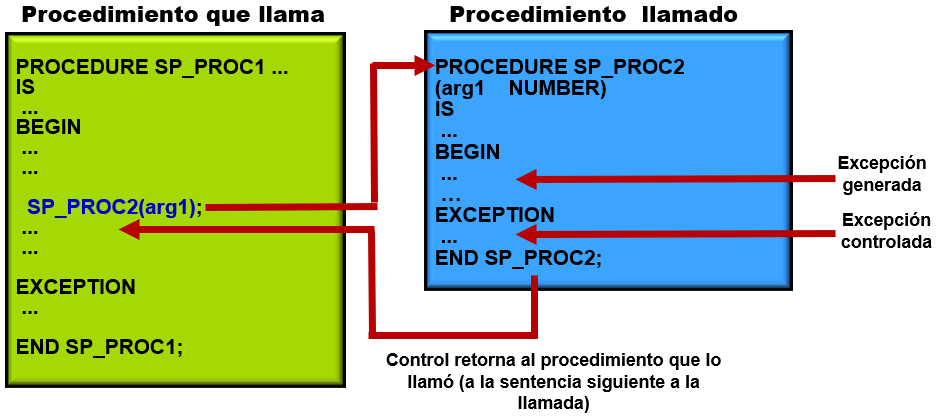 Procedimiento que llama
PROCEDURE SP_PROC1 ...
IS
...
BEGIN
...
...
SP_PROC2(arg1);
...
...
EXCEPTION
...
END SP_PROC1;
Procedimiento llamado
PROCEDURE SP_PROC2
(arg1 NUMBER)
IS
...
BEGIN
...
...
EXCEPTION
...
END SP_PROC2;
Excepción
generada
Excepción
controlada
Control retorna al procedimiento que lo
llamó (a la sentencia siguiente a la
llamada)